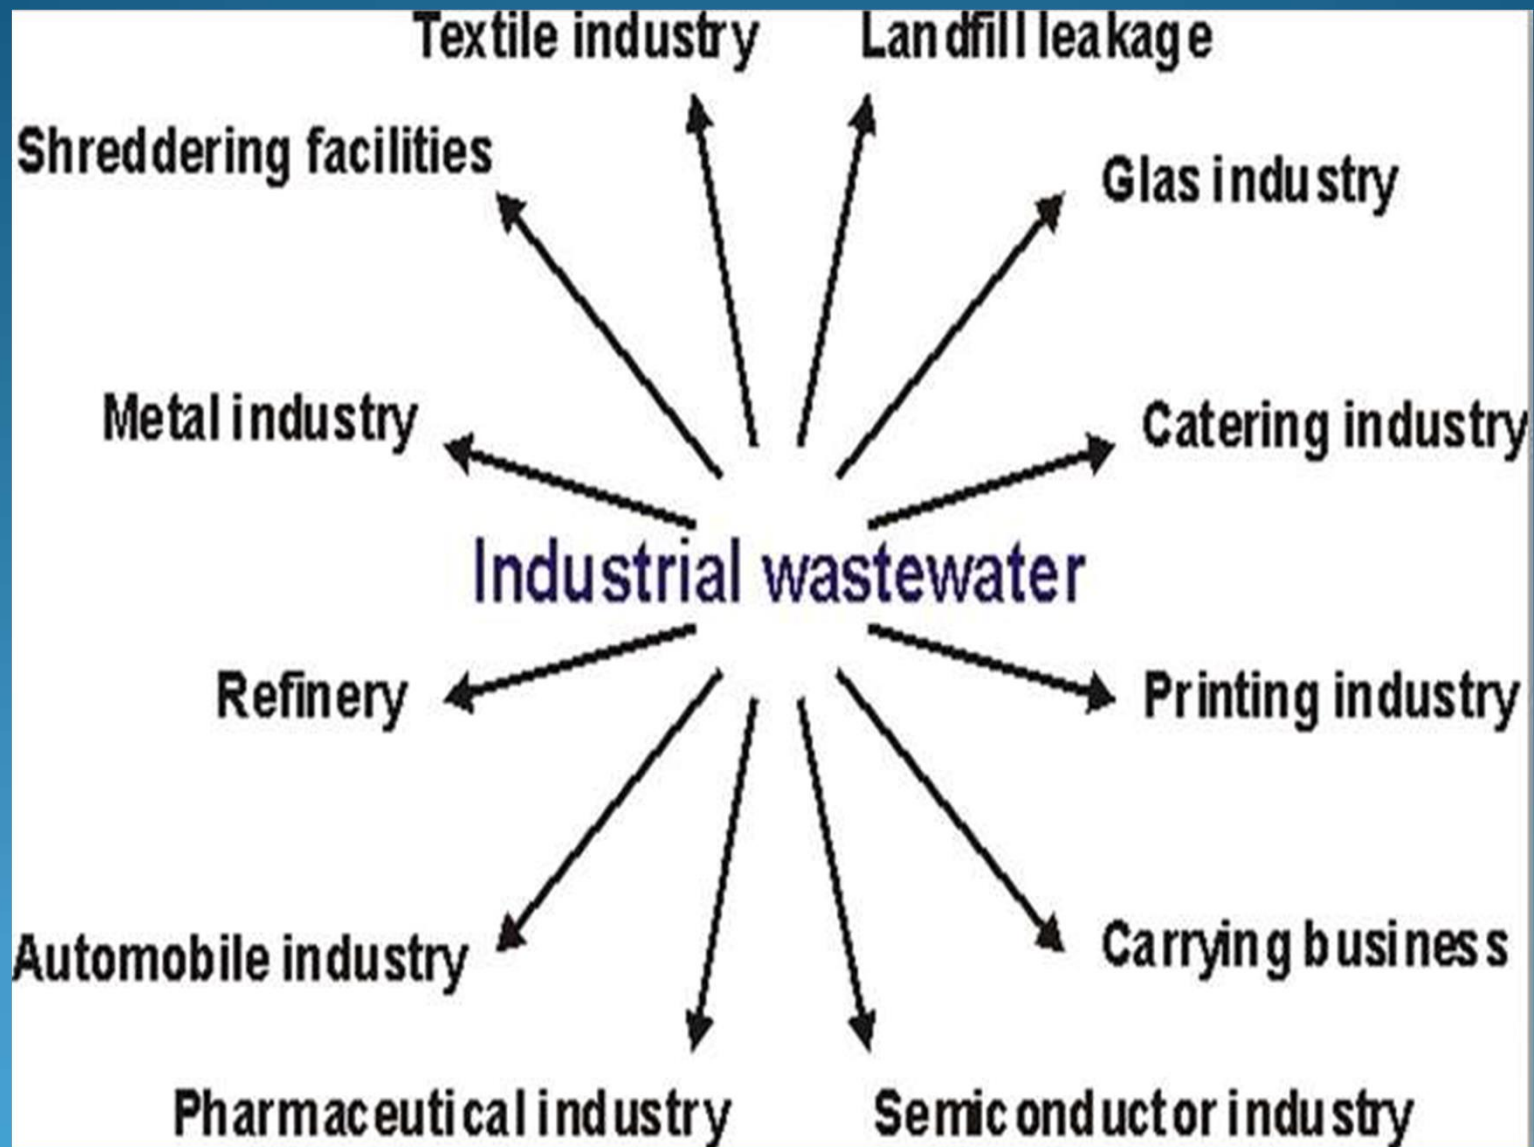 Textile industry
Landfill leakage
Shreddering facilities
Glas industry
Metal industry
Catering industry
Industrial wastewater
Refinery
Printing industry
Automobile industry
Carrying business
Pharmaceutical industry
Semiconductor industry